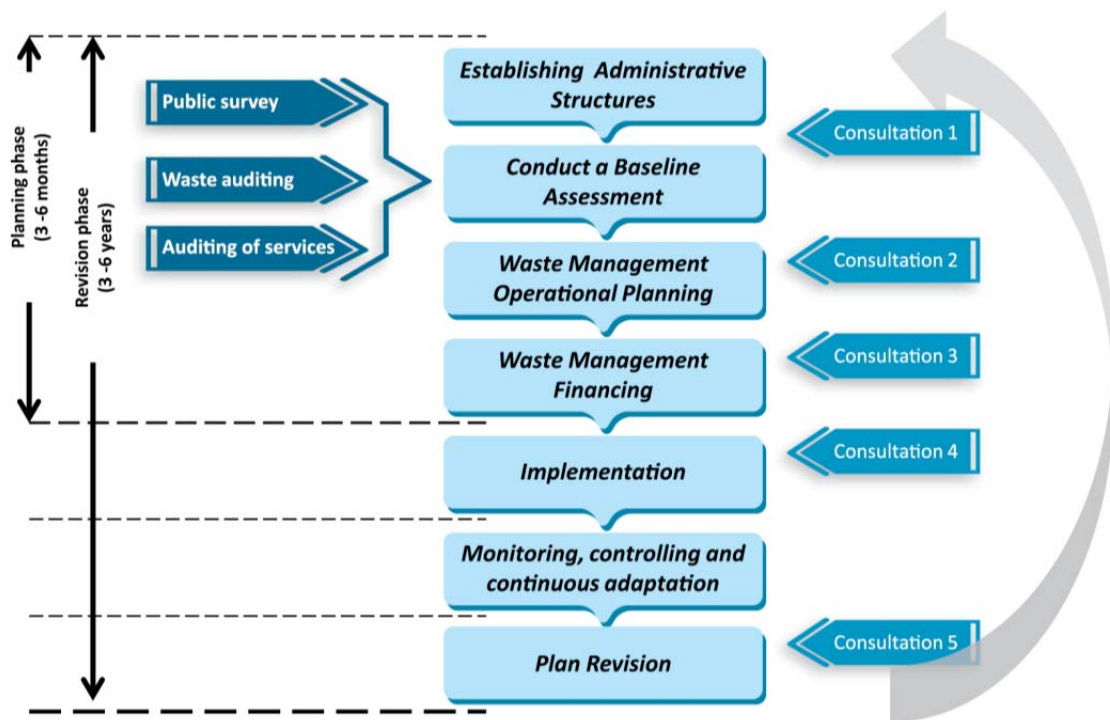 Planning phase
(3 -6 months)
Revision phase
(3 -6 years)
Public survey
Waste auditing
Auditing of services
Establishing Administrative
Structures
Conduct a Baseline
Assessment
Waste Management
Operational Planning
Waste Management
Financing
Implementation
Monitoring, controlling and
continuous adaptation
Plan Revision
Consultation 1
Consultation 2
Consultation 3
Consultation 4
Consultation 5